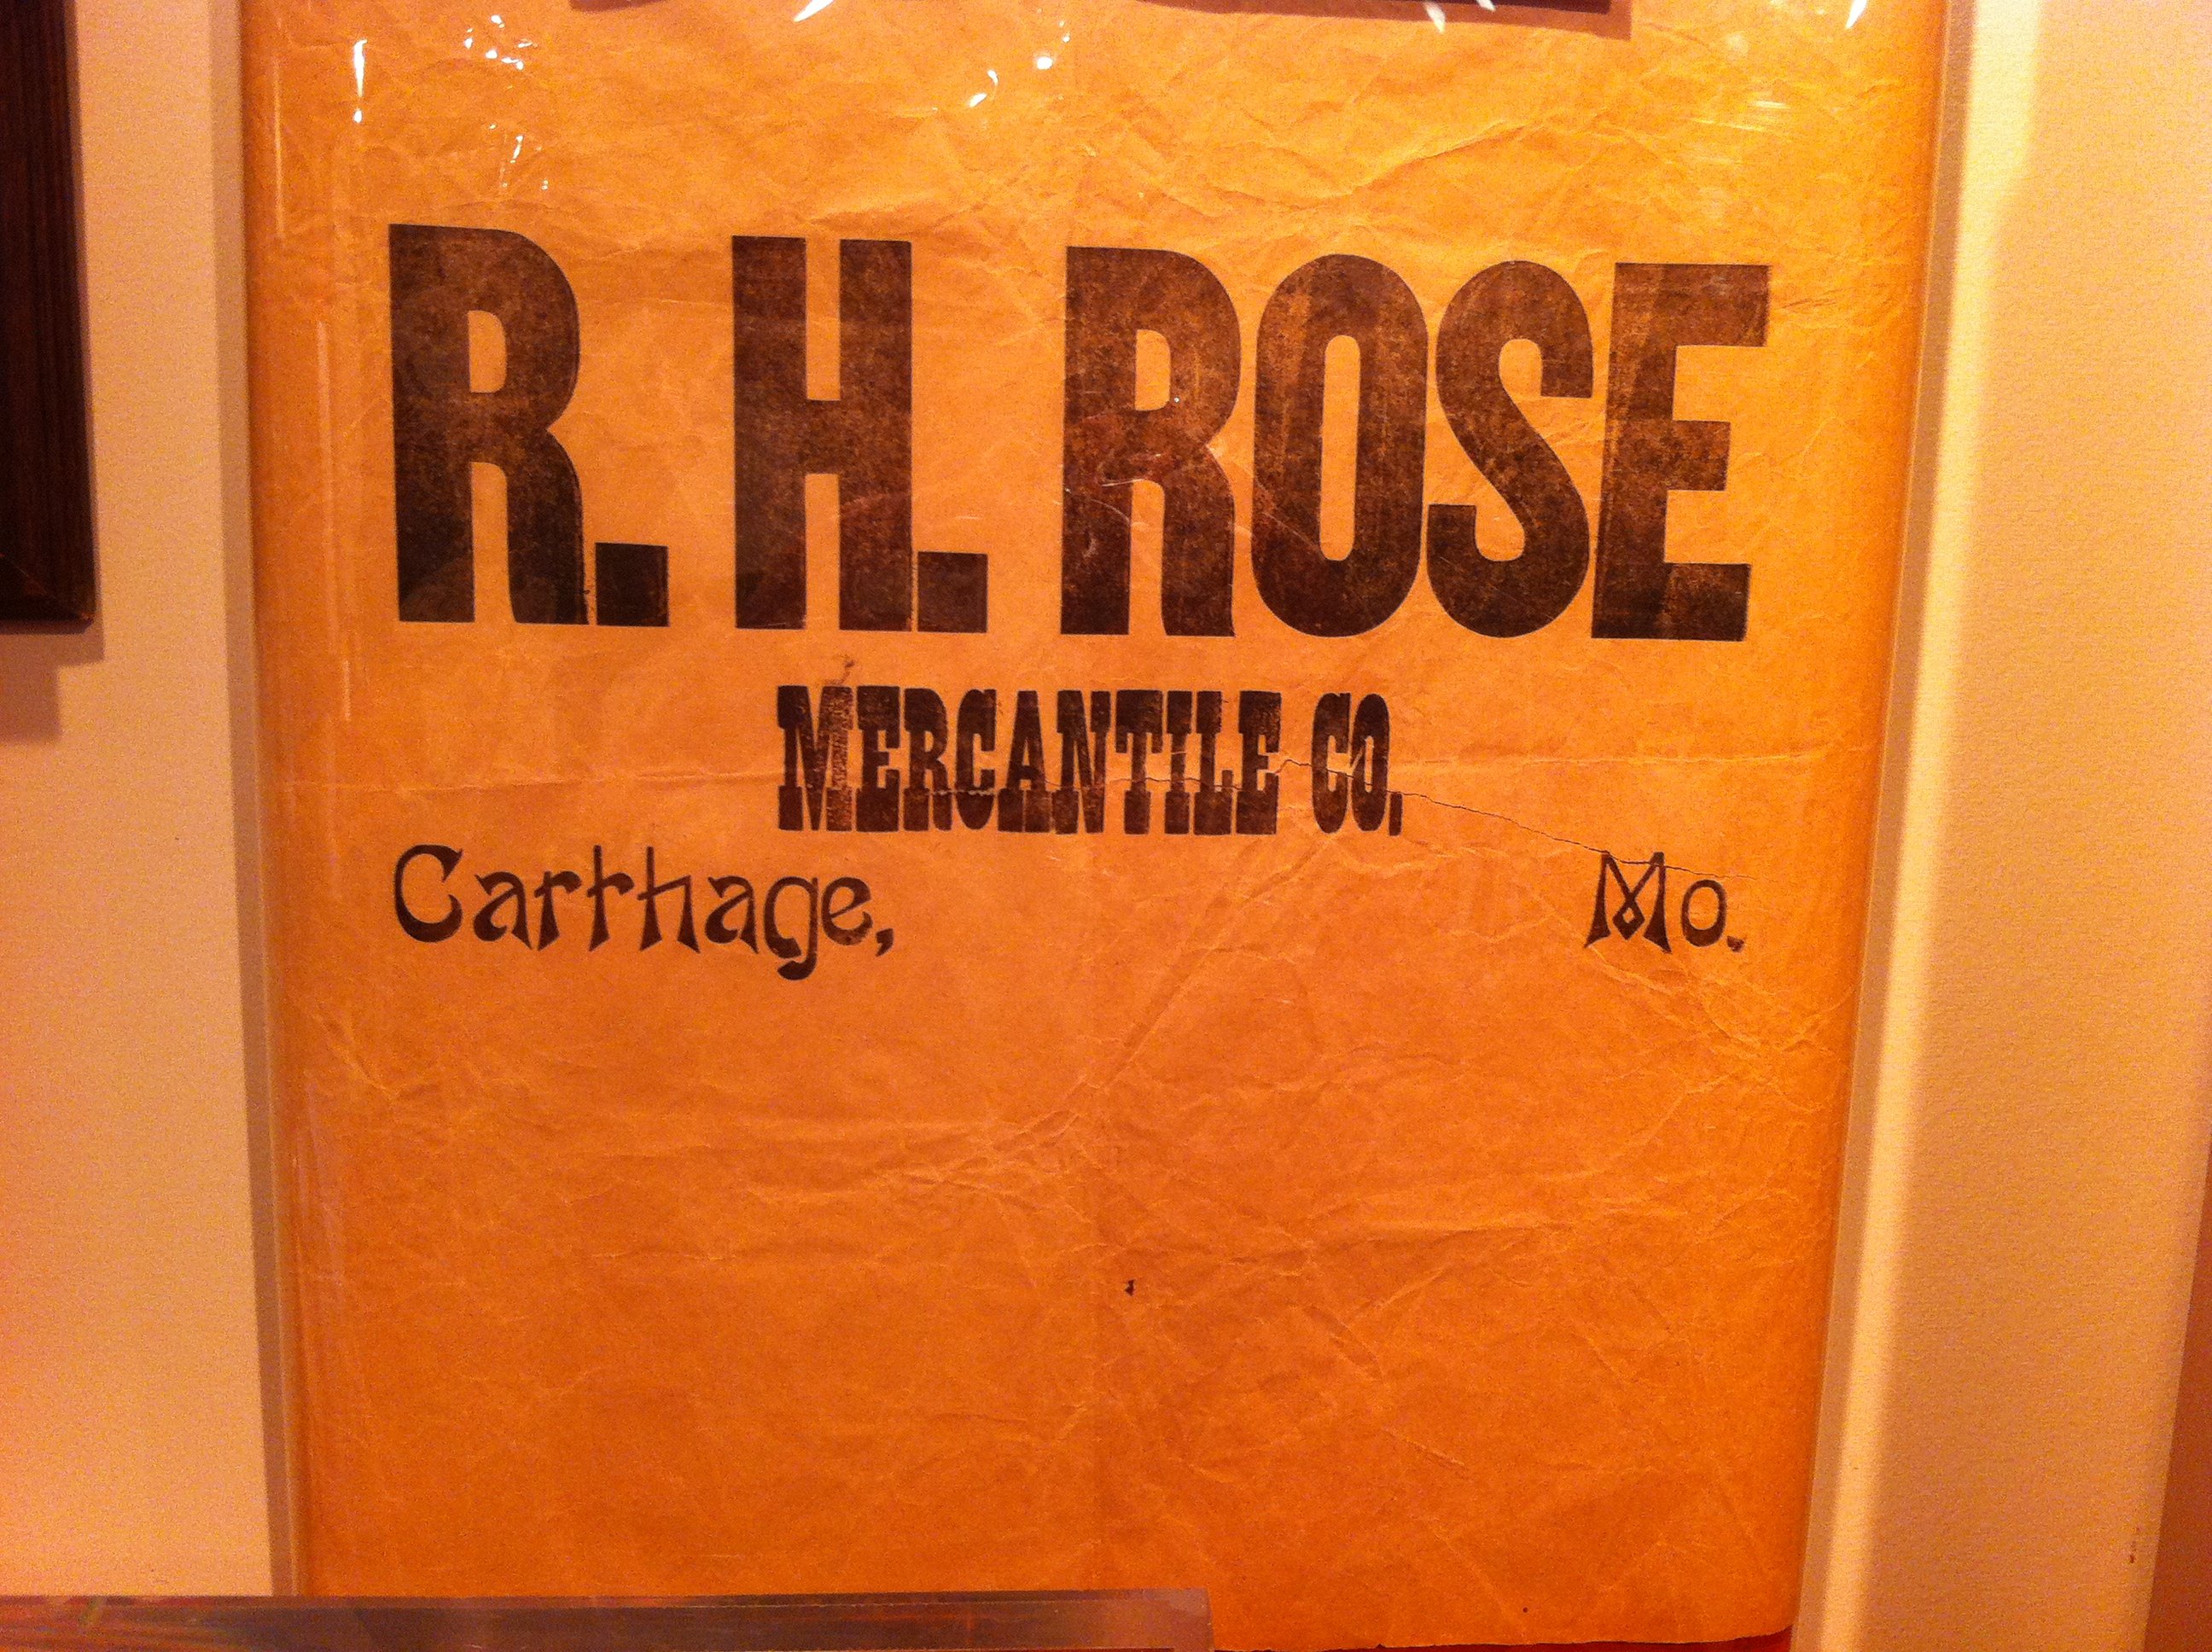 R. H. ROSE
MERCANTILE CO.
Carthage, Mo.